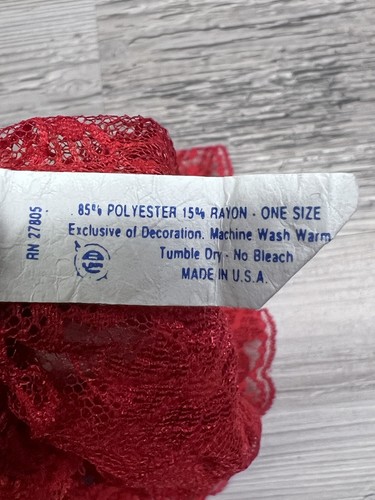 RN 27805
85% POLYESTER 15% RAYON - ONE SIZE
Exclusive of Decoration. Machine Wash Warm
Tumble Dry - No Bleach
MADE IN U.S.A.